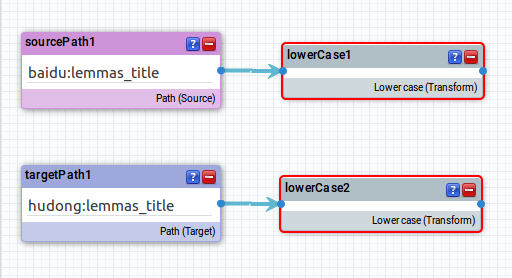 sourcePath1
baidu:lemmas_title
Path (Source)
lowerCase1
Lower case (Transform)
targetPath1
hudong:lemmas_title
Path (Target)
lowerCase2
Lower case (Transform)